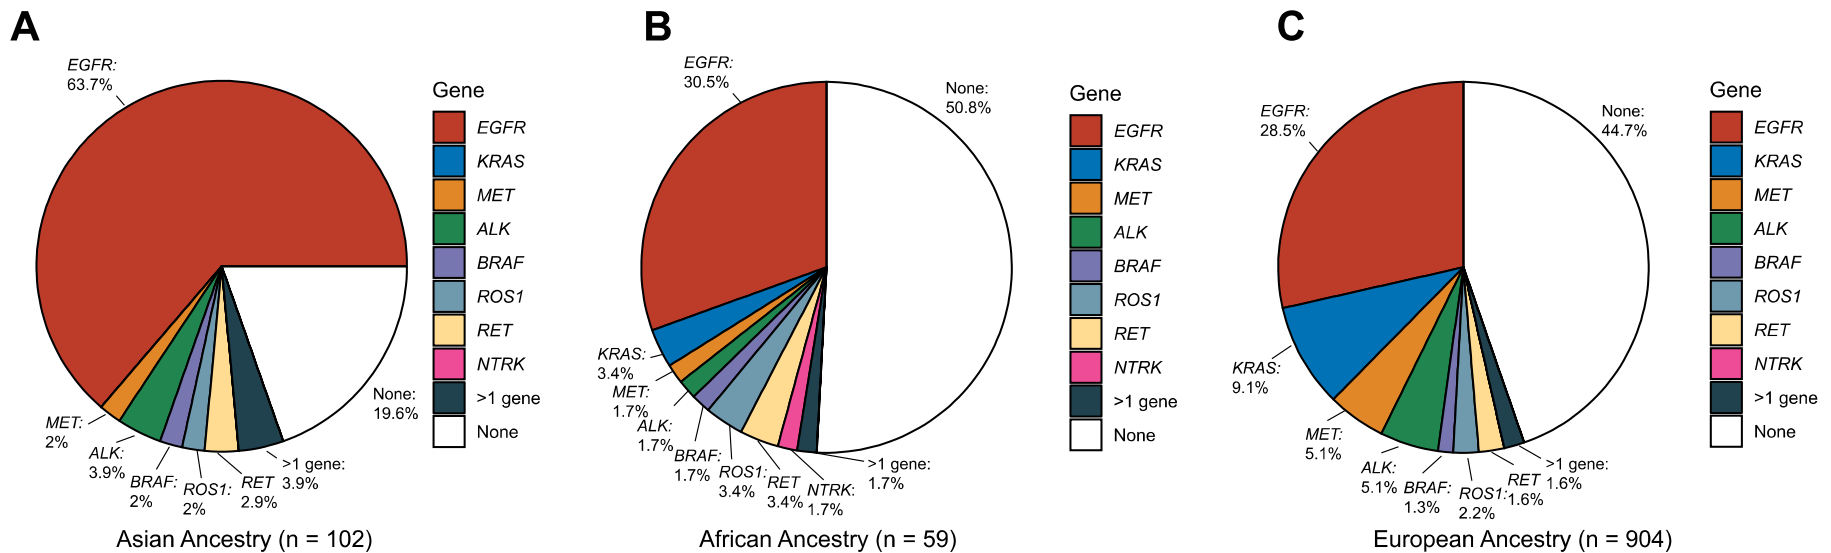 A
EGFR:
63.7%
MET:
2%
ALK:
3.9%
BRAF:
2%
ROS1:
2%
RET
2.9%
>1 gene:
3.9%
None:
19.6%
Gene
EGFR
KRAS
MET
ALK
BRAF
ROS1
RET
NTRK
>1 gene
None
Asian Ancestry (n = 102)
B
EGFR:
30.5%
None:
50.8%
KRAS:
3.4%
MET:
1.7%
ALK:
1.7%
BRAF:
1.7%
ROS1:
3.4%
RET
3.4%
NTRK:
1.7%
>1 gene:
1.7%
Gene
EGFR
KRAS
MET
ALK
BRAF
ROS1
RET
NTRK
>1 gene
None
African Ancestry (n = 59)
C
EGFR:
28.5%
None:
44.7%
KRAS:
9.1%
MET:
5.1%
ALK:
5.1%
BRAF:
1.3%
ROS1:
2.2%
RET
1.6%
>1 gene:
1.6%
Gene
EGFR
KRAS
MET
ALK
BRAF
ROS1
RET
NTRK
>1 gene
None
European Ancestry (n = 904)